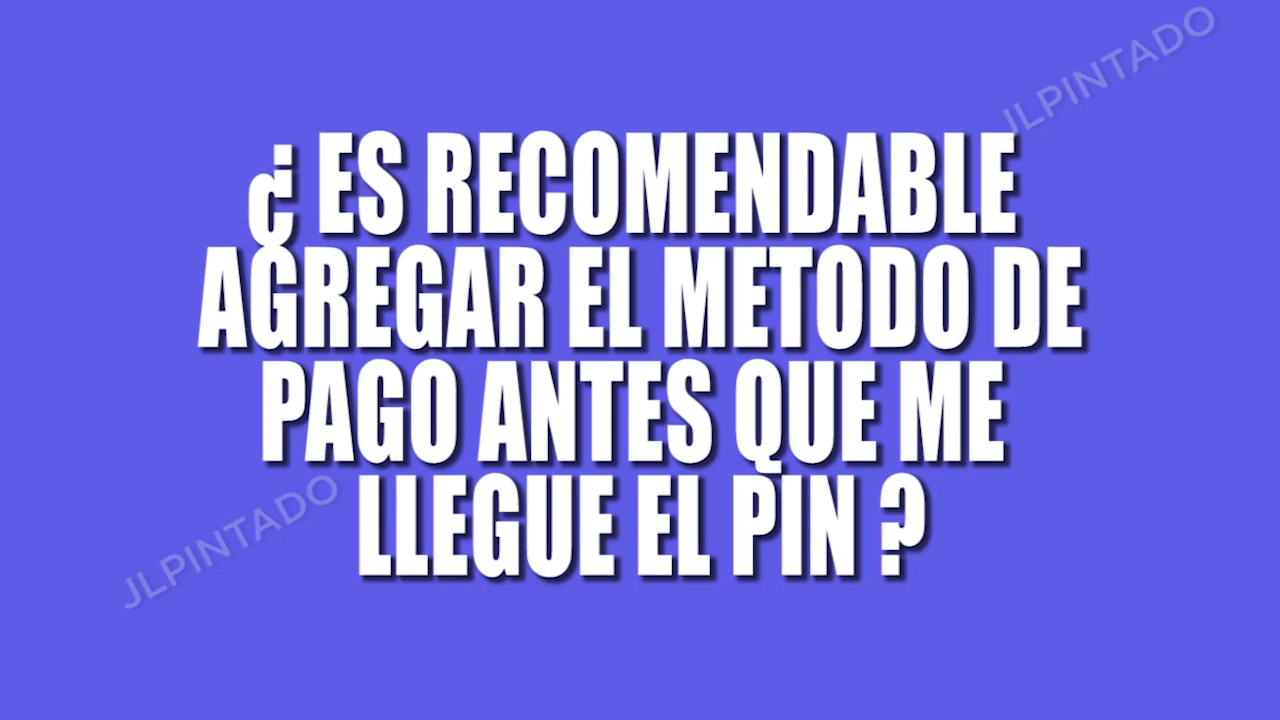 JLPINTADO
¿ ES RECOMENDABLE
AGREGAR EL METODO DE
PAGO ANTES QUE ME
LLEGUE EL PIN ?
JLPINTADO